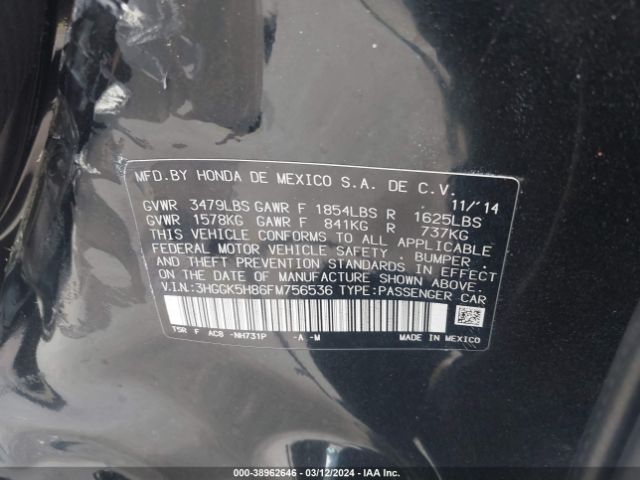 MFD.BY HONDA DE MEXICO S.A. DE C.V.
11/'14
GVWR 3479LBS GAWR F 1854LBS R 1625LBS
GVWR 1578KG GAWR F 841KG R 737KG
THIS VEHICLE CONFORMS TO ALL APPLICABLE
FEDERAL MOTOR VEHICLE SAFETY , BUMPER
AND THEFT PREVENTION STANDARDS IN EFFECT
ON THE DATE OF MANUFACTURE SHOWN ABOVE.
V.I.N.:3HGGK5H86FM756536 TYPE:PASSENGER CAR
T5R F AC8 -NH731P -A -M MADE IN MEXICO
000-38962646 - 03/12/2024 - IAA Inc.